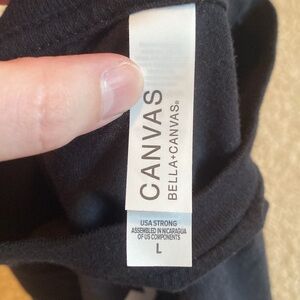 CANVAS
BELLA+CANVAS®
USA STRONG
ASSEMBLED IN NICARAGUA
OF US COMPONENTS
L